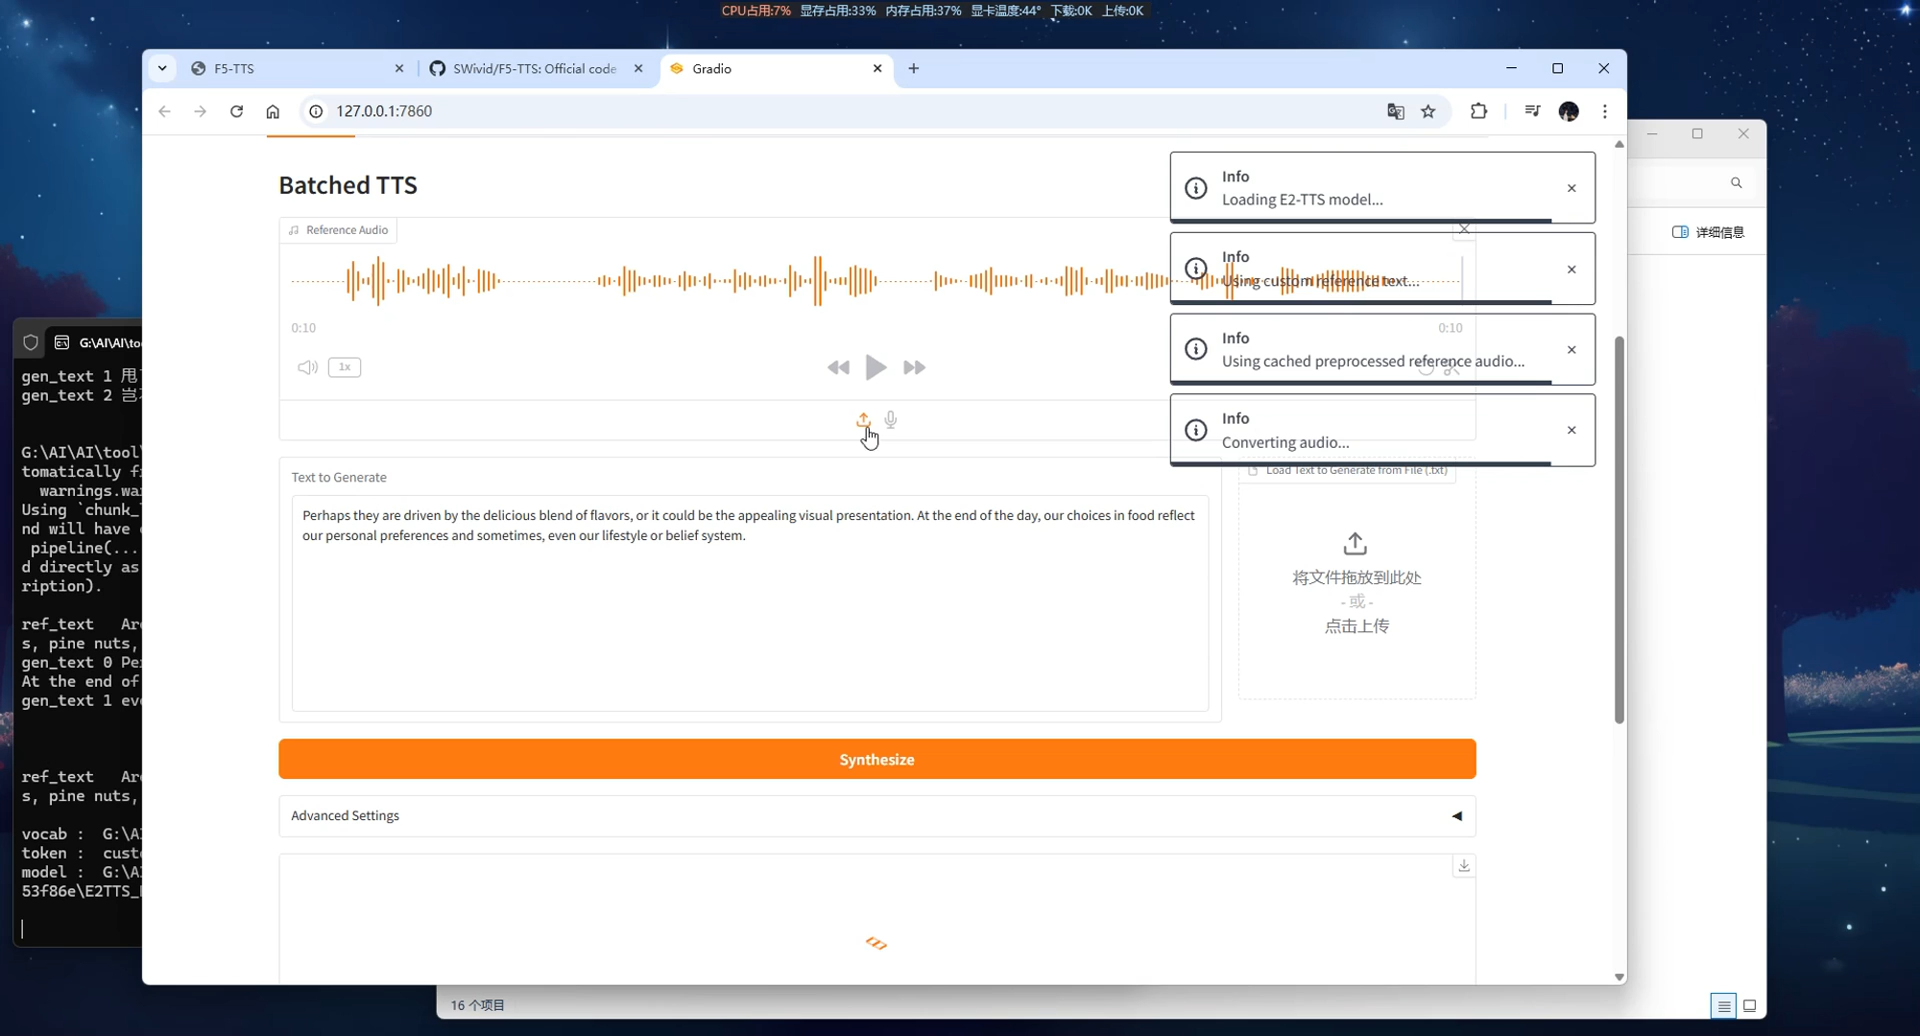 CPU占用:7% 显存占用:33% 内存占用:37% 显卡温度:44° 下载:0K 上传:0K
F5-TTS
SWivid/F5-TTS: Official code
Gradio
127.0.0.1:7860
Batched TTS
Reference Audio
0:10
0:10
1x
Info
Loading E2-TTS model...
Info
Using custom reference text...
Info
Using cached preprocessed reference audio...
Info
Converting audio...
Text to Generate
Perhaps they are driven by the delicious blend of flavors, or it could be the appealing visual presentation. At the end of the day, our choices in food reflect
our personal preferences and sometimes, even our lifestyle or belief system.
Load Text to Generate from File (.txt)
将文件拖放到此处
- 或 -
点击上传
Synthesize
Advanced Settings
详细信息
16 个项目
G:\AI\AI\too
gen_text 1 甩
gen_text 2
G:\AI\AI\tool
tomatically f
warnings.wa
Using `chunk_
nd will have
pipeline(...
d directly as
ription).
ref_text Ar
s, pine nuts,
gen_text 0 Pe
At the end of
gen_text 1 ev
ref_text Ar
s, pine nuts,
vocab : G:\A
token : cust
model : G:\A
53f86e\E2TTS_